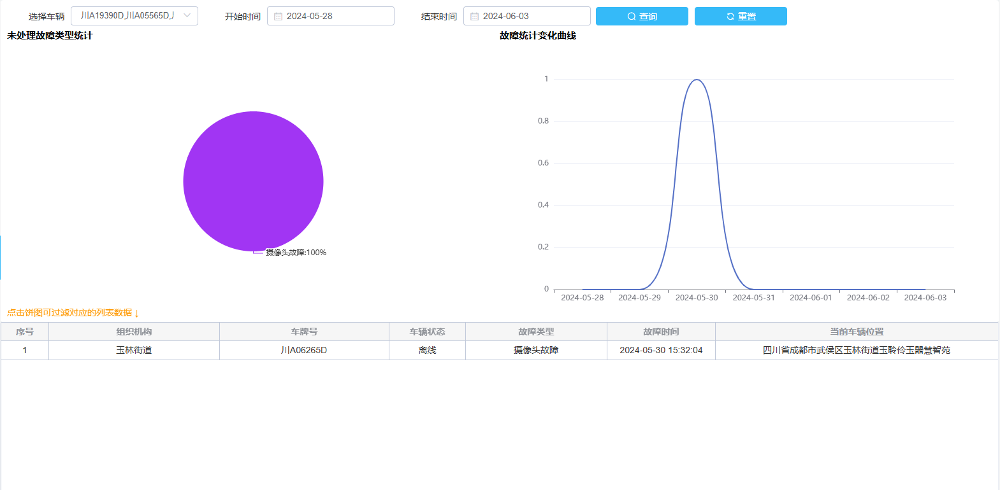 选择车辆 川A19390D,川A05565D,丿 开始时间 2024-05-28 结束时间 2024-06-03 查询 重置
未处理故障类型统计
摄像头故障:100%
故障统计变化曲线
1
0.8
0.6
0.4
0.2
0
2024-05-28 2024-05-29 2024-05-30 2024-05-31 2024-06-01 2024-06-02 2024-06-03
点击饼图可过滤对应的列表数据 ↓
序号 组织机构 车牌号 车辆状态 故障类型 故障时间 当前车辆位置
1 玉林街道 川A06265D 离线 摄像头故障 2024-05-30 15:32:04 四川省成都市武侯区玉林街道玉聆伶玉器慧智苑